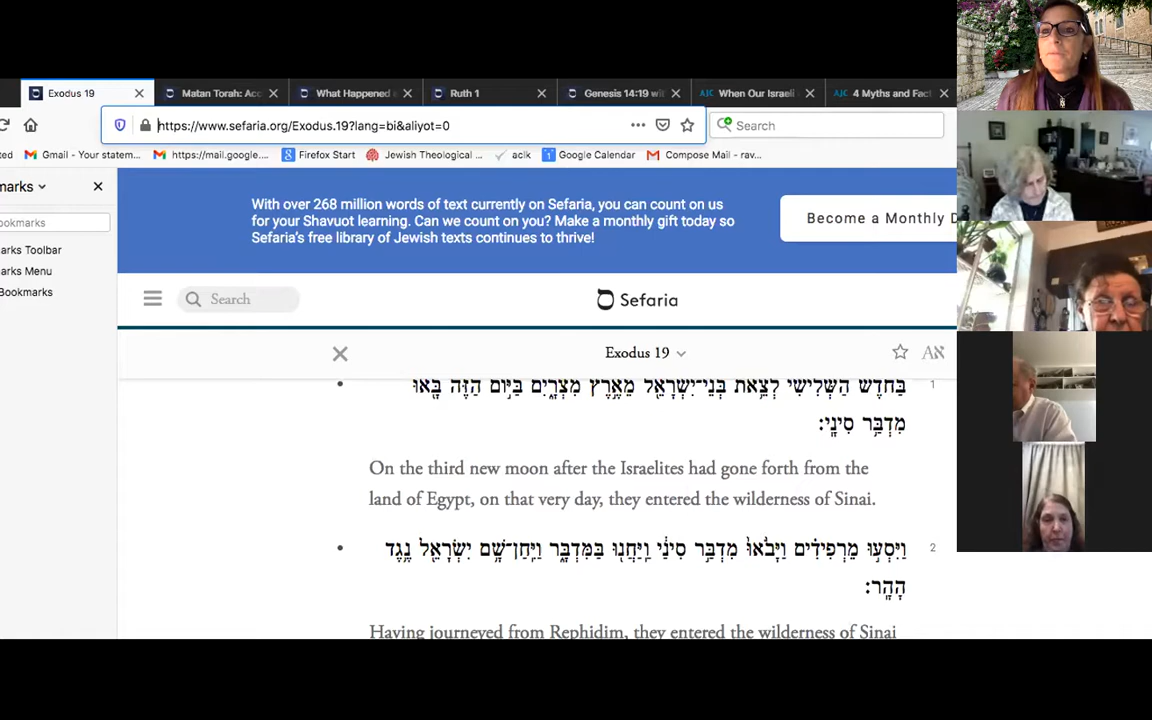 Exodus 19
Matan Torah: Acc
What Happened
Ruth 1
Genesis 14:19 wi
When Our Israeli
4 Myths and Fact
https://www.sefaria.org/Exodus.19?lang=bi&aliyot=0
Search
ted
Gmail - Your statem...
https://mail.google....
Firefox Start
Jewish Theological ...
aclk
Google Calendar
Compose Mail - rav...
marks
ookmarks
arks Toolbar
arks Menu
Bookmarks
With over 268 million words of text currently on Sefaria, you can count on us
for your Shavuot learning. Can we count on you? Make a monthly gift today so
Sefaria's free library of Jewish texts continues to thrive!
Become a Monthly D
Search
Sefaria
Exodus 19
Aא
1
בַּחֹ֙דֶשׁ֙ הַשְּׁלִישִׁ֔י לְצֵ֥את בְּנֵי־יִשְׂרָאֵ֖ל מֵאֶ֣רֶץ מִצְרָ֑יִם בַּיּ֣וֹם הַזֶּ֔ה בָּ֖אוּ
מִדְבַּ֥ר סִינָֽי׃
On the third new moon after the Israelites had gone forth from the
land of Egypt, on that very day, they entered the wilderness of Sinai.
2
וַיִּסְע֣וּ מֵרְפִידִ֗ים וַיָּבֹ֙אוּ֙ מִדְבַּ֣ר סִינַ֔י וַֽיַּחֲנ֖וּ בַּמִּדְבָּ֑ר וַיִּֽחַן־שָׁ֥ם יִשְׂרָאֵ֖ל נֶ֥גֶד
הָהָֽר׃
Having journeyed from Rephidim, they entered the wilderness of Sinai